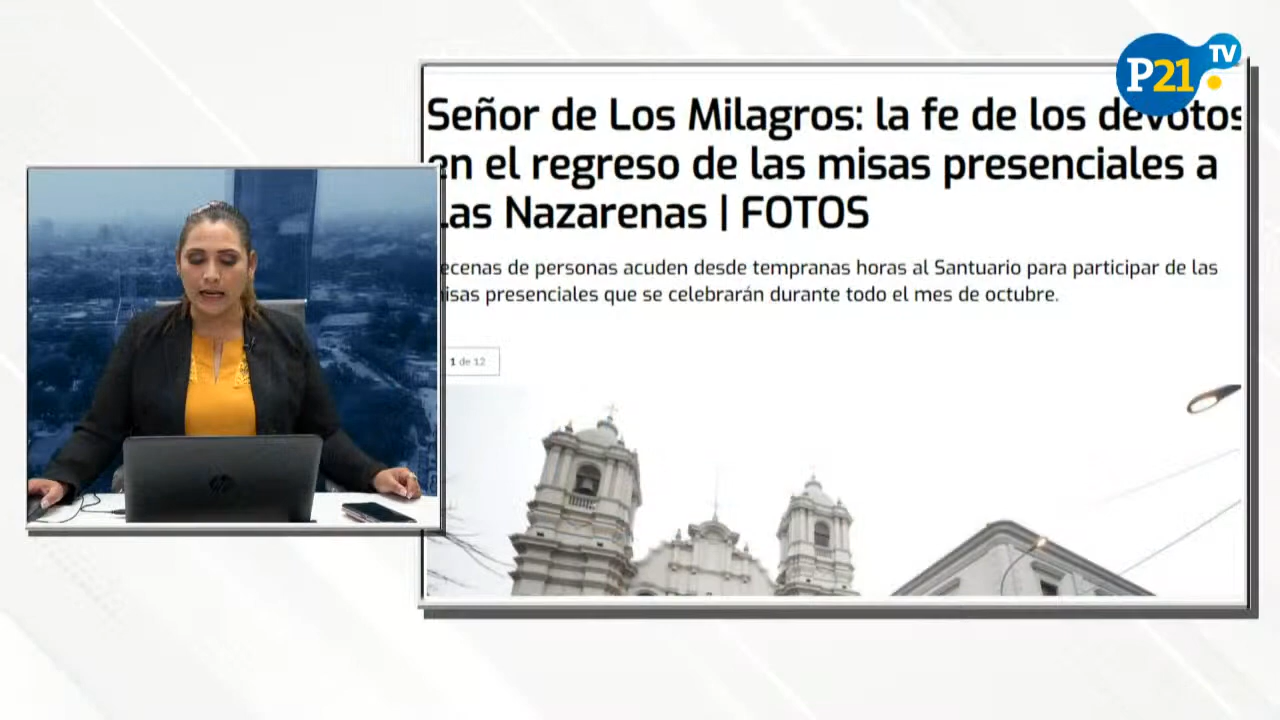 P21 TV
Señor de Los Milagros: la fe de los devotos
en el regreso de las misas presenciales a
Las Nazarenas | FOTOS
ecenas de personas acuden desde tempranas horas al Santuario para participar de las
isas presenciales que se celebrarán durante todo el mes de octubre.
1 de 12
hp